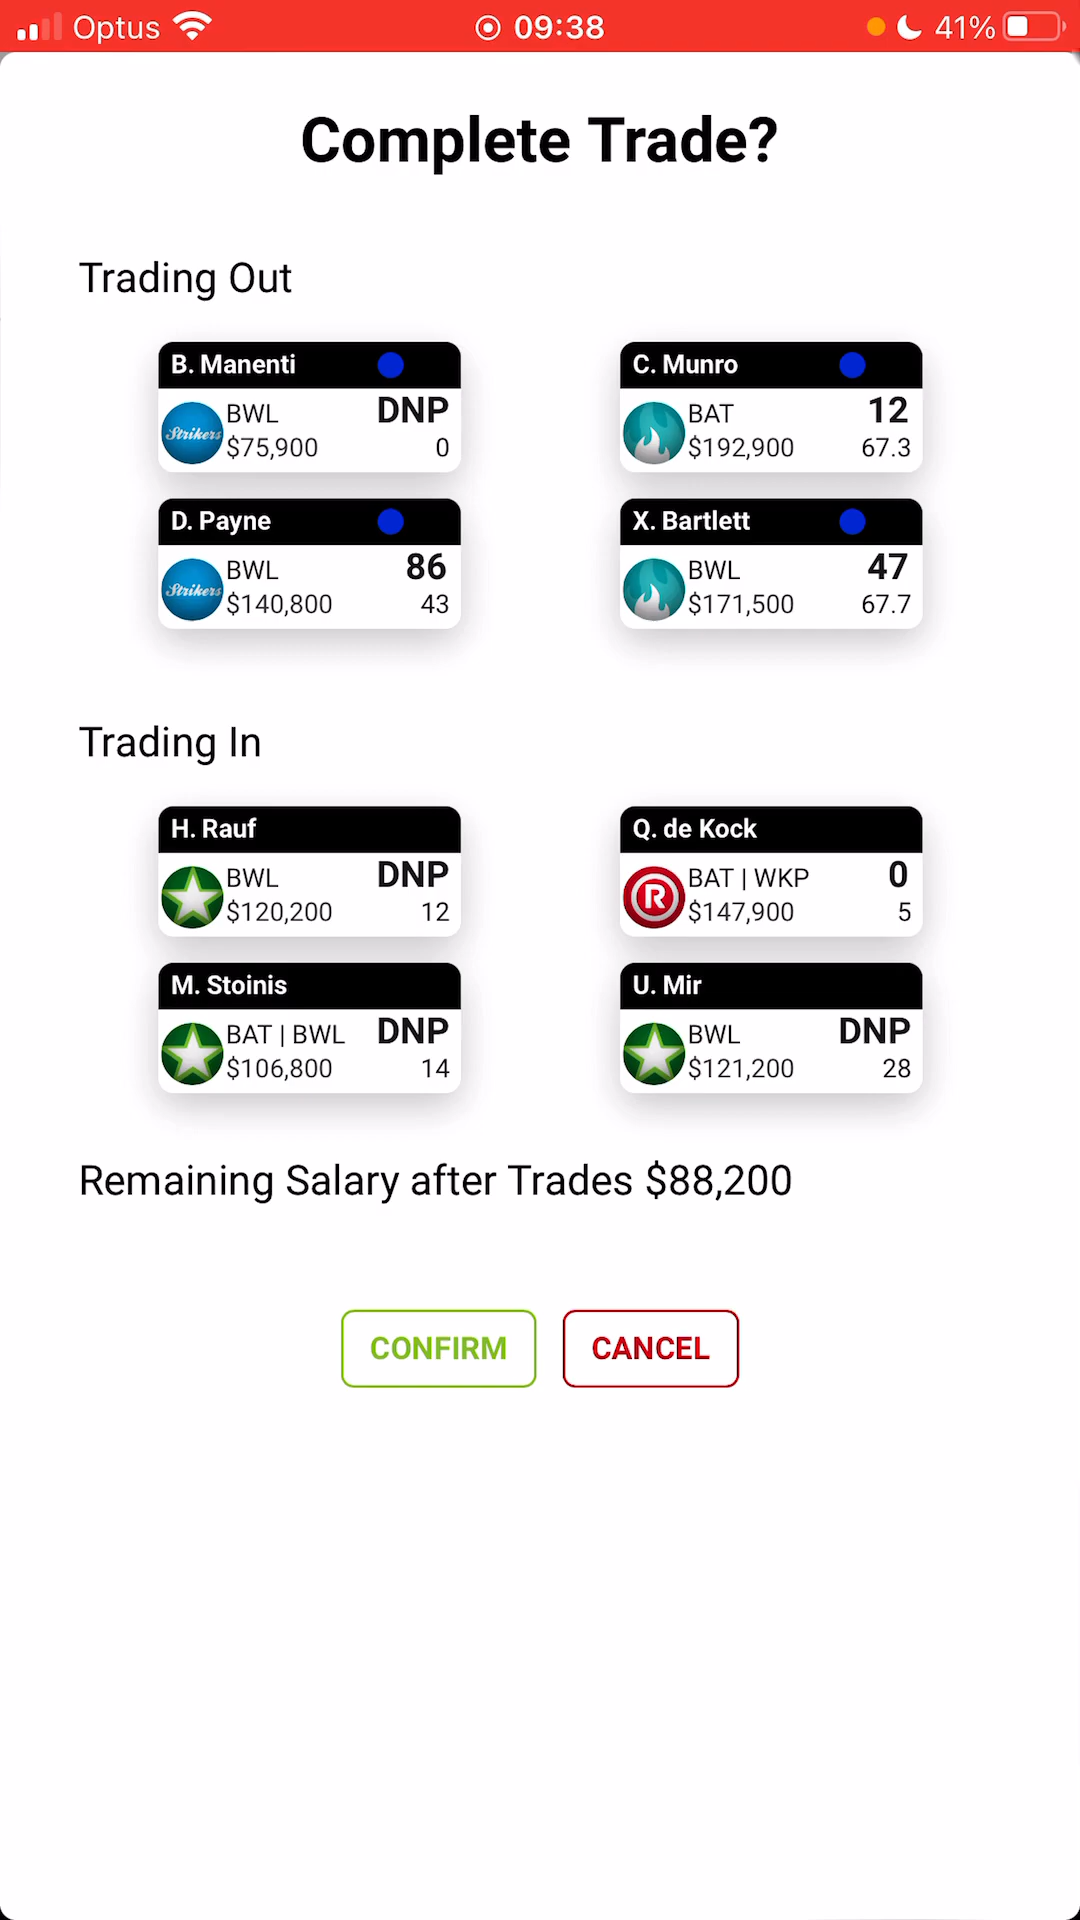 Optus 09:38 41%
Complete Trade?
Trading Out
B. Manenti
Strikers
BWL DNP
$75,900 0
C. Munro
BAT 12
$192,900 67.3
D. Payne
Strikers
BWL 86
$140,800 43
X. Bartlett
BWL 47
$171,500 67.7
Trading In
H. Rauf
BWL DNP
$120,200 12
Q. de Kock
R
BAT | WKP 0
$147,900 5
M. Stoinis
BAT | BWL DNP
$106,800 14
U. Mir
BWL DNP
$121,200 28
Remaining Salary after Trades $88,200
CONFIRM CANCEL